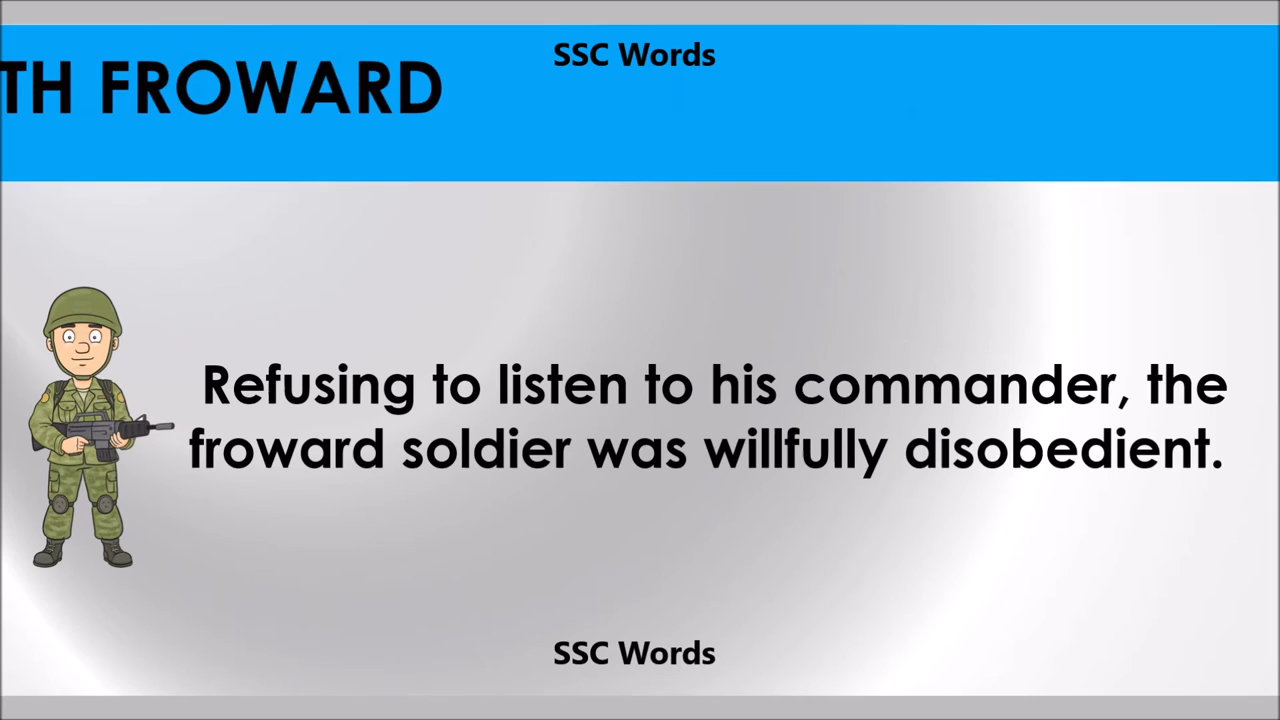 SSC Words
TH FROWARD
Refusing to listen to his commander, the
froward soldier was willfully disobedient.
SSC Words